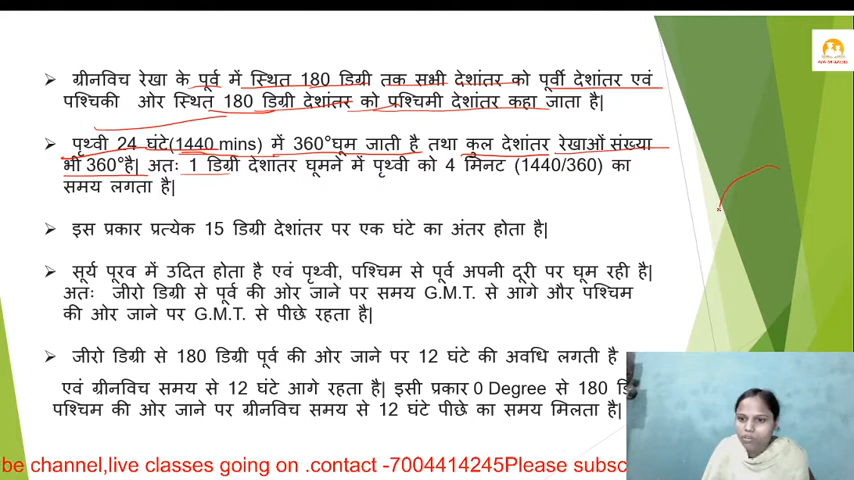 ग्रीनविच रेखा के पूर्व में स्थित 180 डिग्री तक सभी देशांतर को पूर्वी देशांतर एवं
पश्चिकी ओर स्थित 180 डिग्री देशांतर को पश्चिमी देशांतर कहा जाता है|
पृथ्वी 24 घंटे(1440 mins) में 360°घूम जाती है तथा कुल देशांतर रेखाओं संख्या
भी 360°है| अतः 1 डिग्री देशांतर घूमने में पृथ्वी को 4 मिनट (1440/360) का
समय लगता है|
इस प्रकार प्रत्येक 15 डिग्री देशांतर पर एक घंटे का अंतर होता है|
सूर्य पूरव में उदित होता है एवं पृथ्वी, पश्चिम से पूर्व अपनी दूरी पर घूम रही है|
अतः जीरो डिग्री से पूर्व की ओर जाने पर समय G.M.T. से आगे और पश्चिम
की ओर जाने पर G.M.T. से पीछे रहता है|
जीरो डिग्री से 180 डिग्री पूर्व की ओर जाने पर 12 घंटे की अवधि लगती है
एवं ग्रीनविच समय से 12 घंटे आगे रहता है| इसी प्रकार 0 Degree से 180
पश्चिम की ओर जाने पर ग्रीनविच समय से 12 घंटे पीछे का समय मिलता है|
be channel,live classes going on .contact -7004414245Please subsc